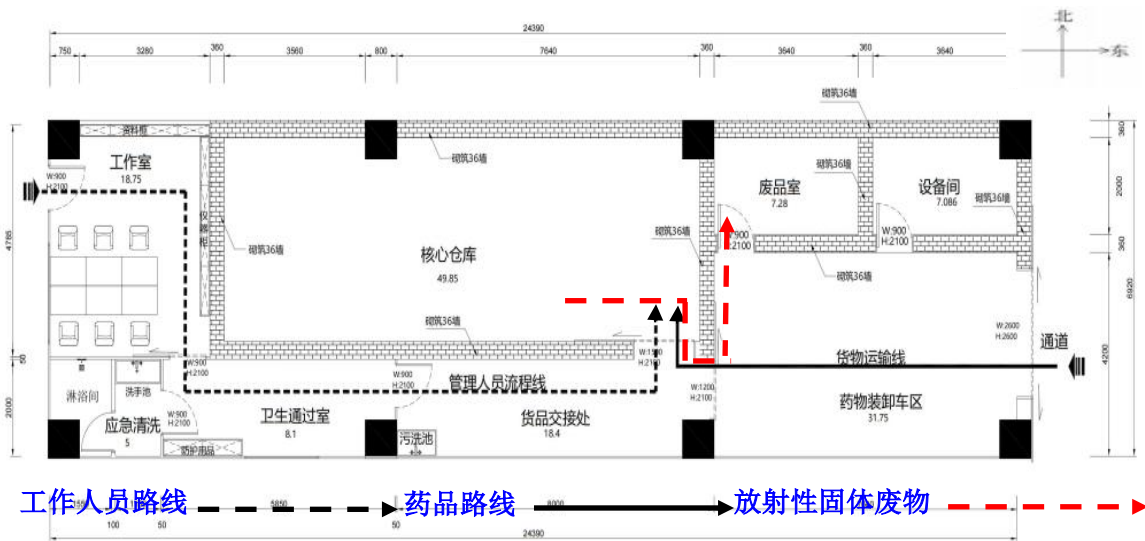 北
东
24390
750 3280 360 3560 800 7640 360 3640 360 3640
砌筑36墙
资料柜
工作室
18.75
W:900
H:2100
仪器柜
砌筑36墙
砌筑36墙
砌筑36墙
砌筑36墙
砌筑36墙
核心仓库
49.85
砌筑36墙
废品室
7.28
W:900
H:2100
设备间
7.086
W:900
H:2100
砌筑36墙
砌筑36墙
360
2000
360
4200
6920
4785
50
2000
W:2600
H:2600
通道
货物运输线
药物装卸车区
31.75
W:1200
H:2100
W:900
H:2100
W:900
H:2100
管理人员流程线
货品交接处
18.4
污洗池
卫生通过室
8.1
防护用品
W:900
H:2100
洗手池
淋浴间
应急清洗
5
工作人员路线
药品路线
放射性固体废物
5850
8000
100 50 50
24390